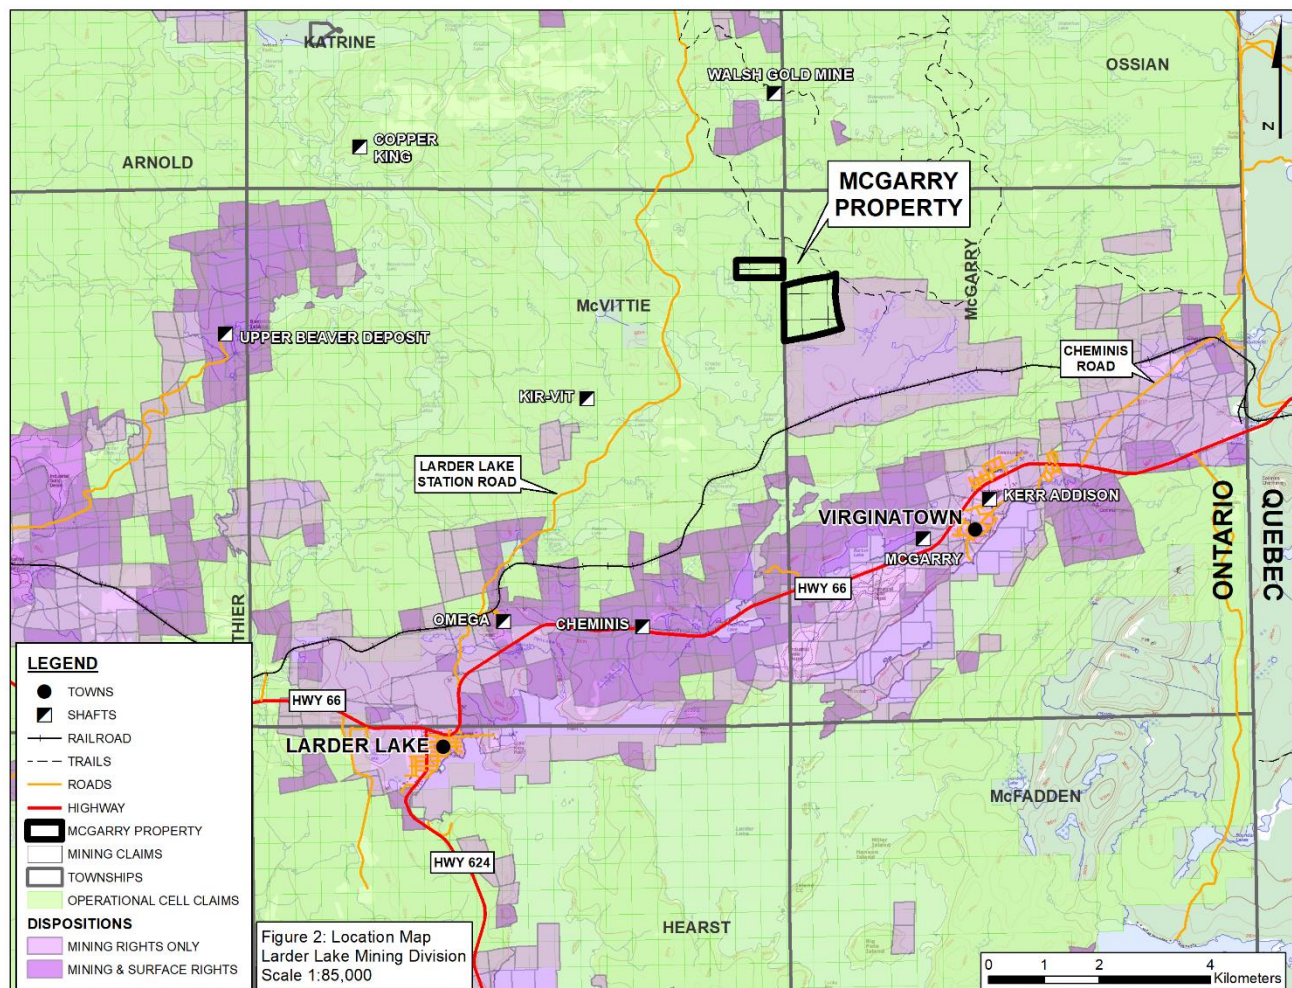 KATRINE
WALSH GOLD MINE
OSSIAN
COPPER
KING
ARNOLD
MCGARRY
PROPERTY
N
McGARRY
McVITTIE
UPPER BEAVER DEPOSIT
CHEMINIS
ROAD
KIR-VIT
LARDER LAKE
STATION ROAD
KERR ADDISON
VIRGINATOWN
MCGARRY
ONTARIO
QUEBEC
HWY 66
OMEGA
CHEMINIS
THIER
HWY 66
LARDER LAKE
McFADDEN
HWY 624
HEARST
LEGEND
TOWNS
SHAFTS
RAILROAD
TRAILS
ROADS
HIGHWAY
MCGARRY PROPERTY
MINING CLAIMS
TOWNSHIPS
OPERATIONAL CELL CLAIMS
DISPOSITIONS
MINING RIGHTS ONLY
MINING & SURFACE RIGHTS
Figure 2: Location Map
Larder Lake Mining Division
Scale 1:85,000
0 1 2 4
Kilometers